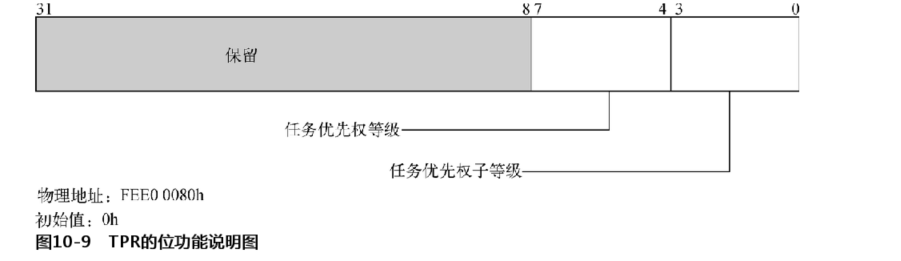 31 8 7 4 3 0
保留
任务优先权等级
任务优先权子等级
物理地址：FEE0 0080h
初始值：0h
图10-9 TPR的位功能说明图